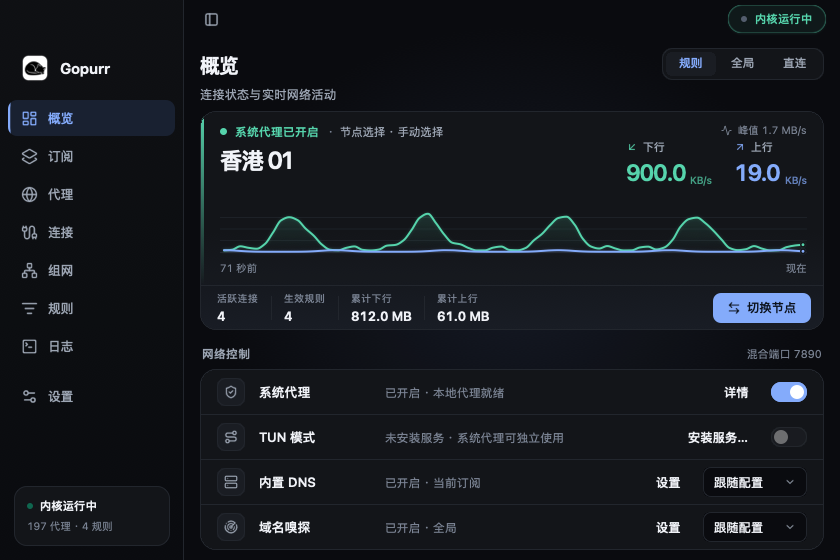 内核运行中
Gopurr
概览
订阅
代理
连接
组网
规则
日志
设置
内核运行中
197 代理 · 4 规则
概览
规则 全局 直连
连接状态与实时网络活动
系统代理已开启 · 节点选择 · 手动选择
峰值 1.7 MB/s
香港 01
下行 上行
900.0 KB/s 19.0 KB/s
71 秒前 现在
活跃连接 生效规则 累计下行 累计上行
4 4 812.0 MB 61.0 MB
切换节点
网络控制 混合端口 7890
系统代理 已开启 · 本地代理就绪 详情
TUN 模式 未安装服务 · 系统代理可独立使用 安装服务...
内置 DNS 已开启 · 当前订阅 设置 跟随配置
域名嗅探 已开启 · 全局 设置 跟随配置